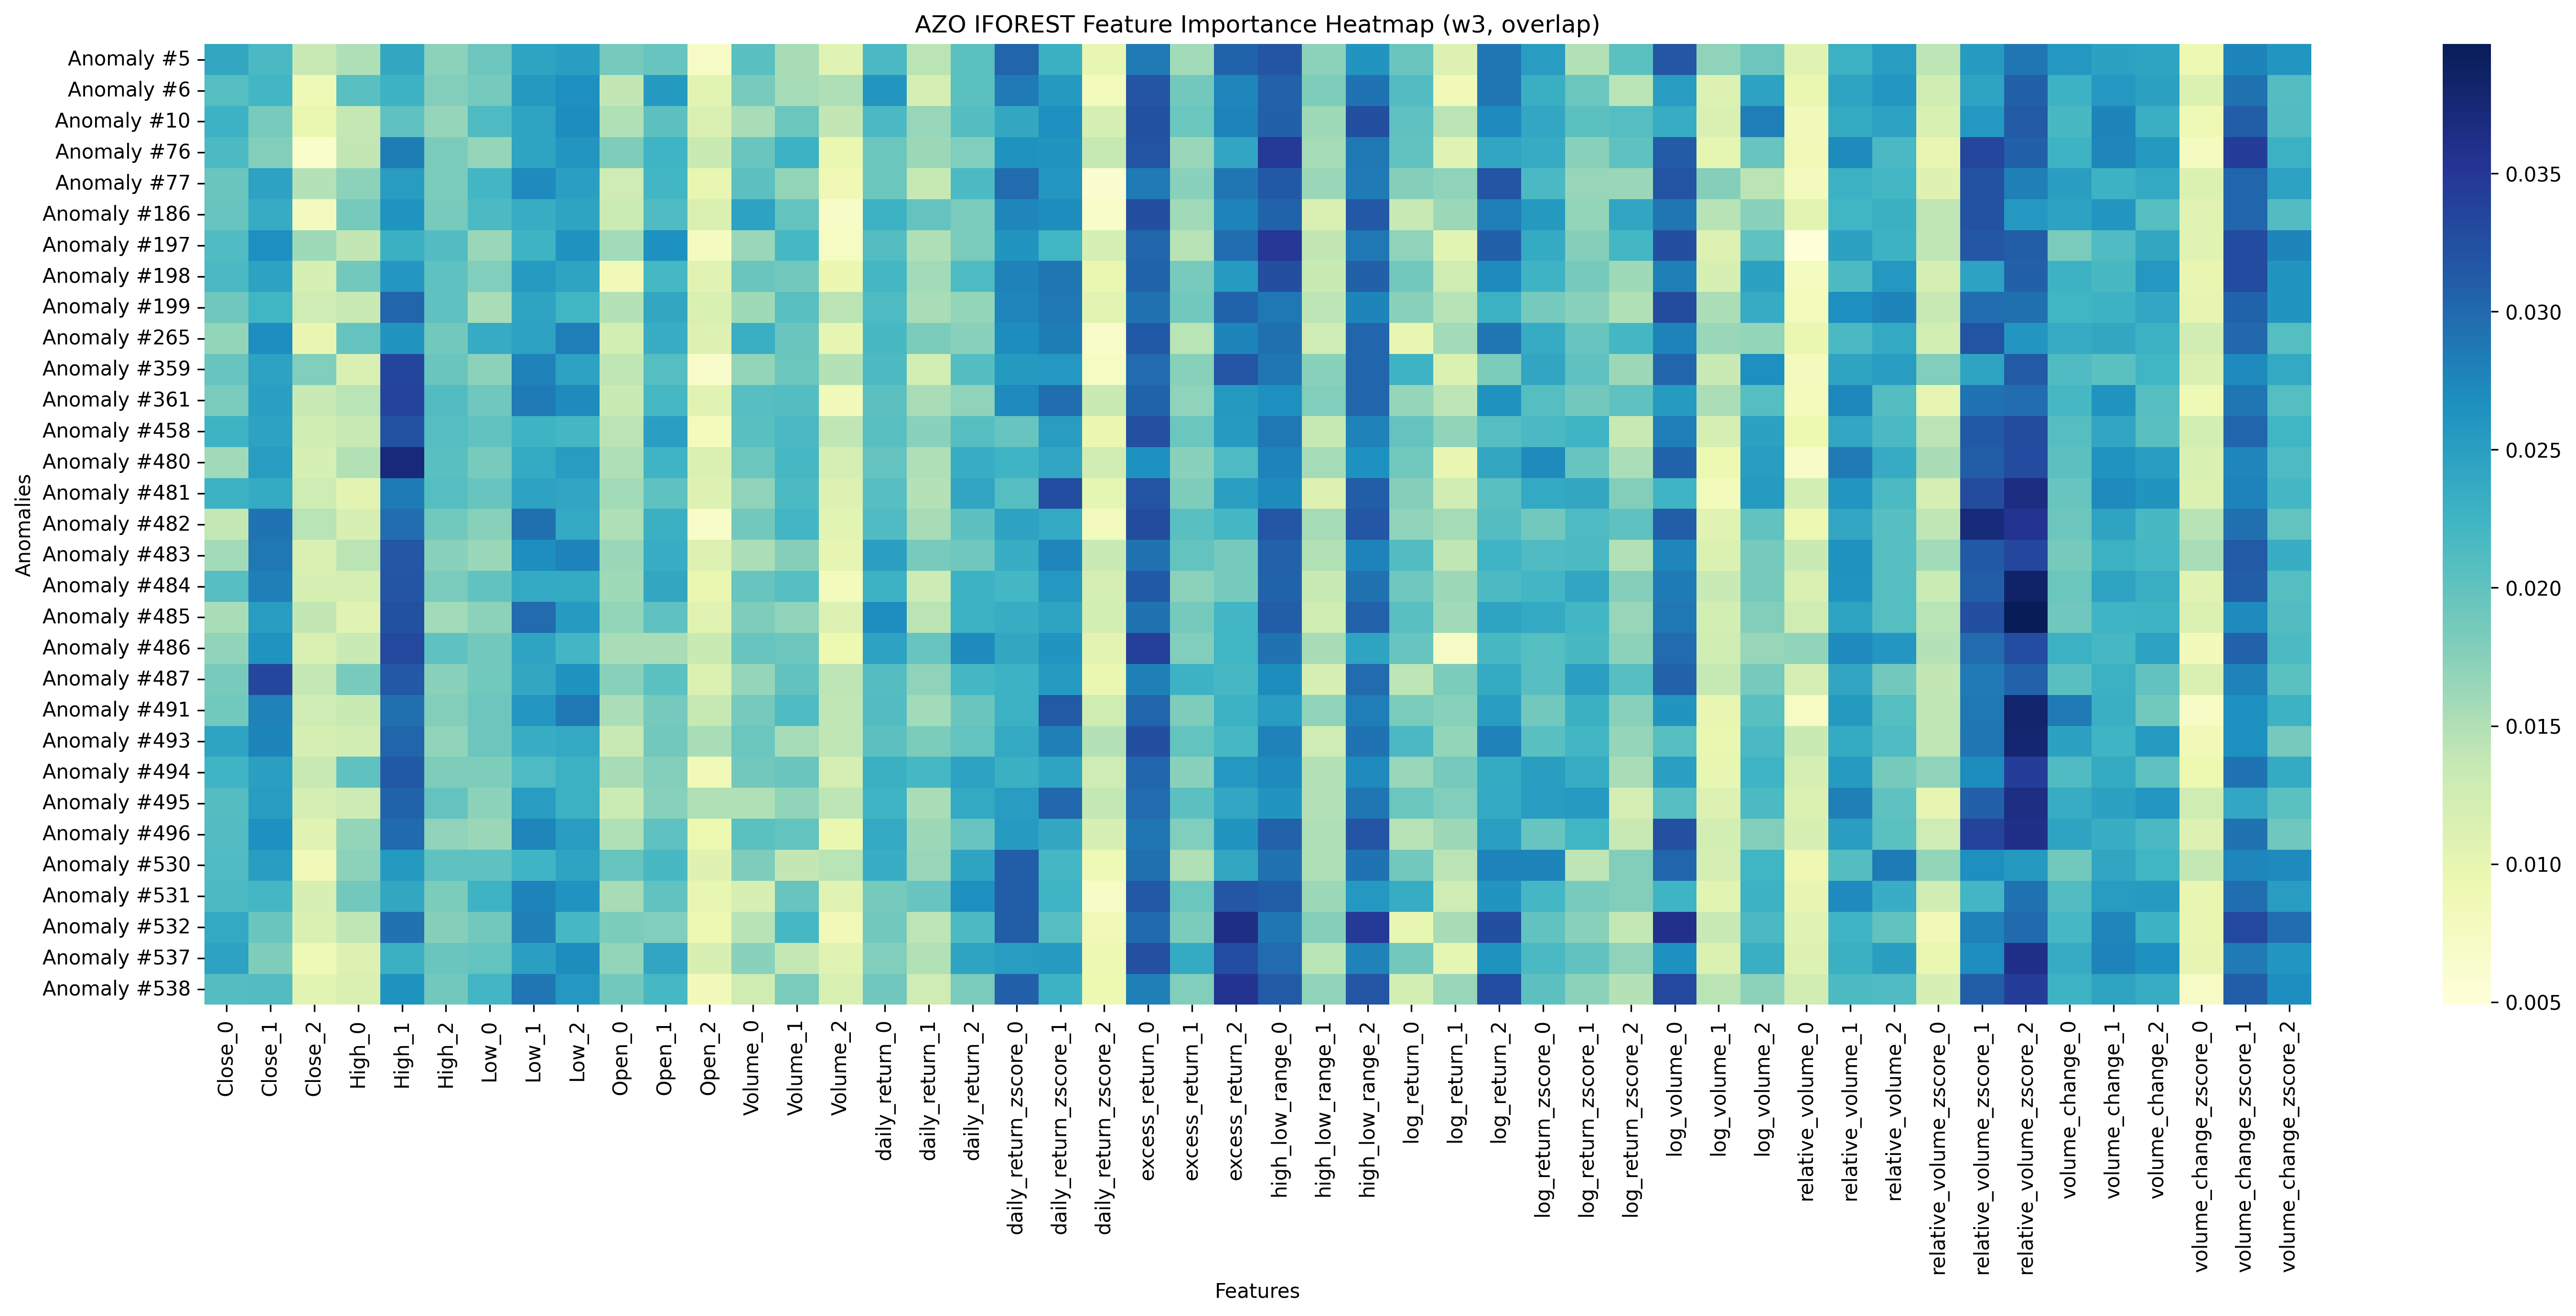 AZO IFOREST Feature Importance Heatmap (w3, overlap)
Anomalies
Anomaly #5
Anomaly #6
Anomaly #10
Anomaly #76
Anomaly #77
Anomaly #186
Anomaly #197
Anomaly #198
Anomaly #199
Anomaly #265
Anomaly #359
Anomaly #361
Anomaly #458
Anomaly #480
Anomaly #481
Anomaly #482
Anomaly #483
Anomaly #484
Anomaly #485
Anomaly #486
Anomaly #487
Anomaly #491
Anomaly #493
Anomaly #494
Anomaly #495
Anomaly #496
Anomaly #530
Anomaly #531
Anomaly #532
Anomaly #537
Anomaly #538
0.035
0.030
0.025
0.020
0.015
0.010
0.005
Close_0
Close_1
Close_2
High_0
High_1
High_2
Low_0
Low_1
Low_2
Open_0
Open_1
Open_2
Volume_0
Volume_1
Volume_2
daily_return_0
daily_return_1
daily_return_2
daily_return_zscore_0
daily_return_zscore_1
daily_return_zscore_2
excess_return_0
excess_return_1
excess_return_2
high_low_range_0
high_low_range_1
high_low_range_2
log_return_0
log_return_1
log_return_2
log_return_zscore_0
log_return_zscore_1
log_return_zscore_2
log_volume_0
log_volume_1
log_volume_2
relative_volume_0
relative_volume_1
relative_volume_2
relative_volume_zscore_0
relative_volume_zscore_1
relative_volume_zscore_2
volume_change_0
volume_change_1
volume_change_2
volume_change_zscore_0
volume_change_zscore_1
volume_change_zscore_2
Features